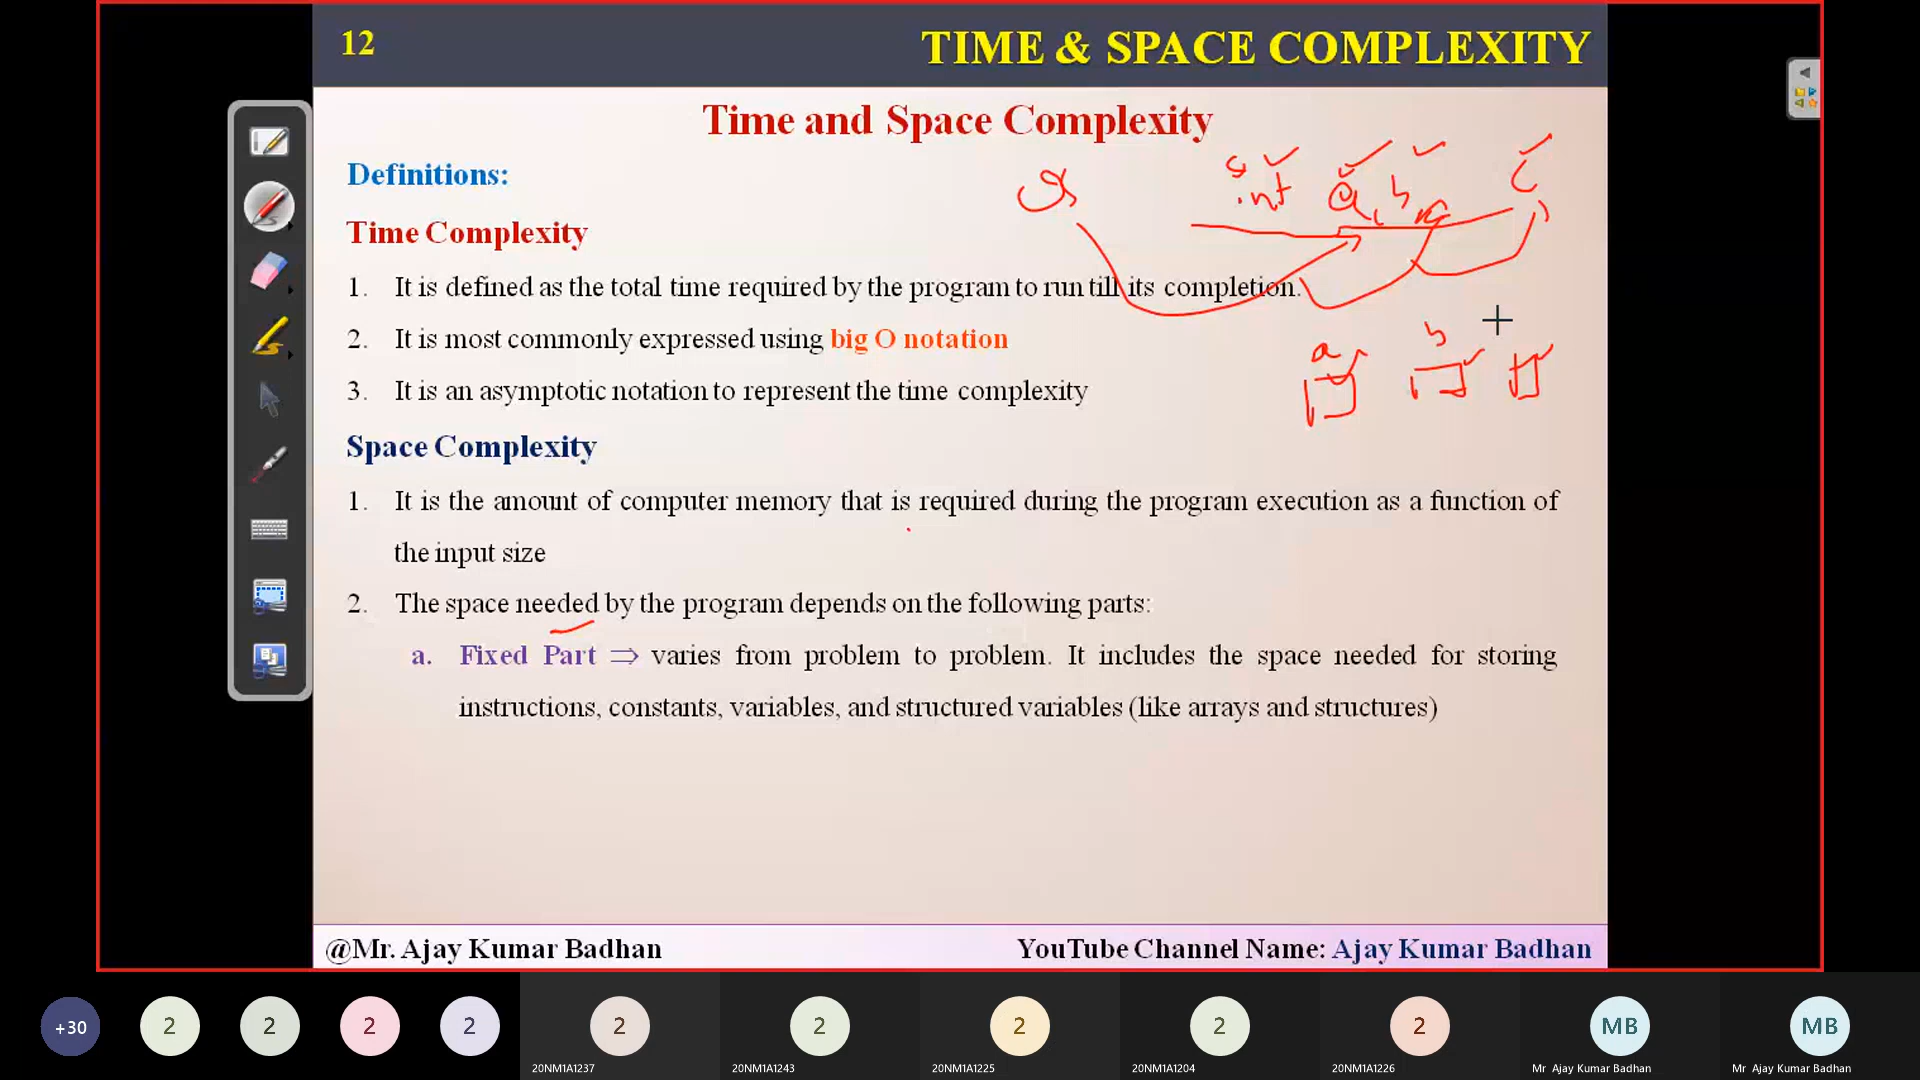 12
TIME & SPACE COMPLEXITY
Time and Space Complexity
Definitions:
int a, b, c
Time Complexity
1. It is defined as the total time required by the program to run till its completion.
2. It is most commonly expressed using big O notation
a b
3. It is an asymptotic notation to represent the time complexity
Space Complexity
1. It is the amount of computer memory that is required during the program execution as a function of
the input size
2. The space needed by the program depends on the following parts:
a. Fixed Part ⇒ varies from problem to problem. It includes the space needed for storing
instructions, constants, variables, and structured variables (like arrays and structures)
@Mr. Ajay Kumar Badhan
YouTube Channel Name: Ajay Kumar Badhan
+30 2 2 2 2 2 2 2 2 2 MB MB
20NM1A1237 20NM1A1243 20NM1A1225 20NM1A1204 20NM1A1226 Mr Ajay Kumar Badhan Mr Ajay Kumar Badhan